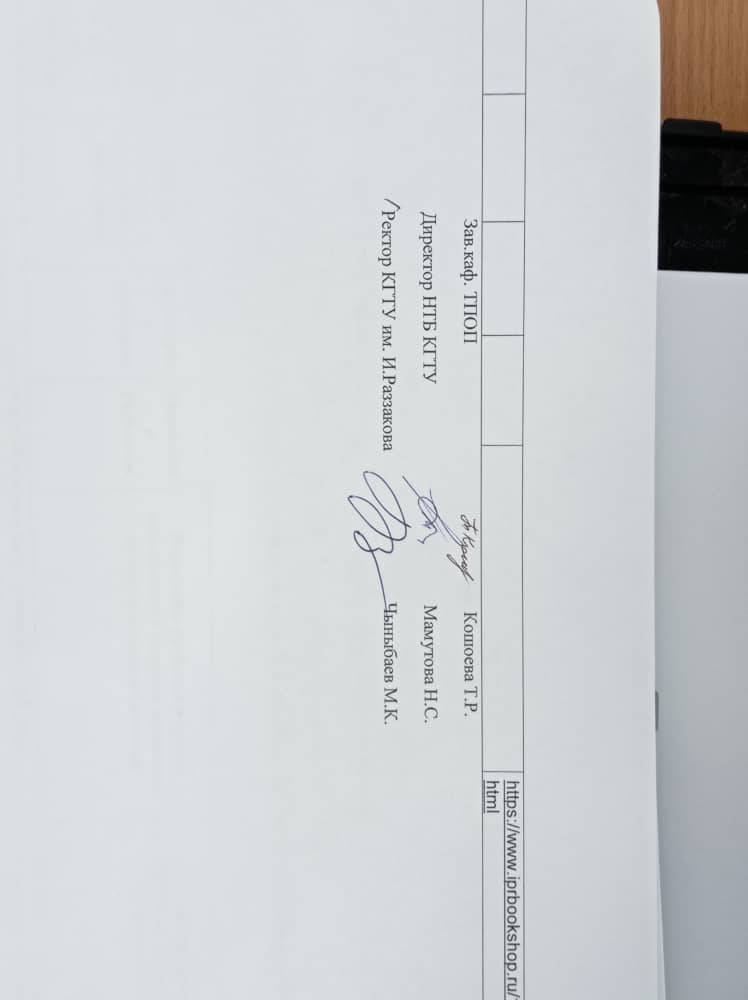 https://www.iprbookshop.ru/
html
Зав.каф. ТПОП Кошоева Т.Р.
Директор НТБ КГТУ Мамутова Н.С.
Ректор КГТУ им. И.Раззакова Чыныбаев М.К.